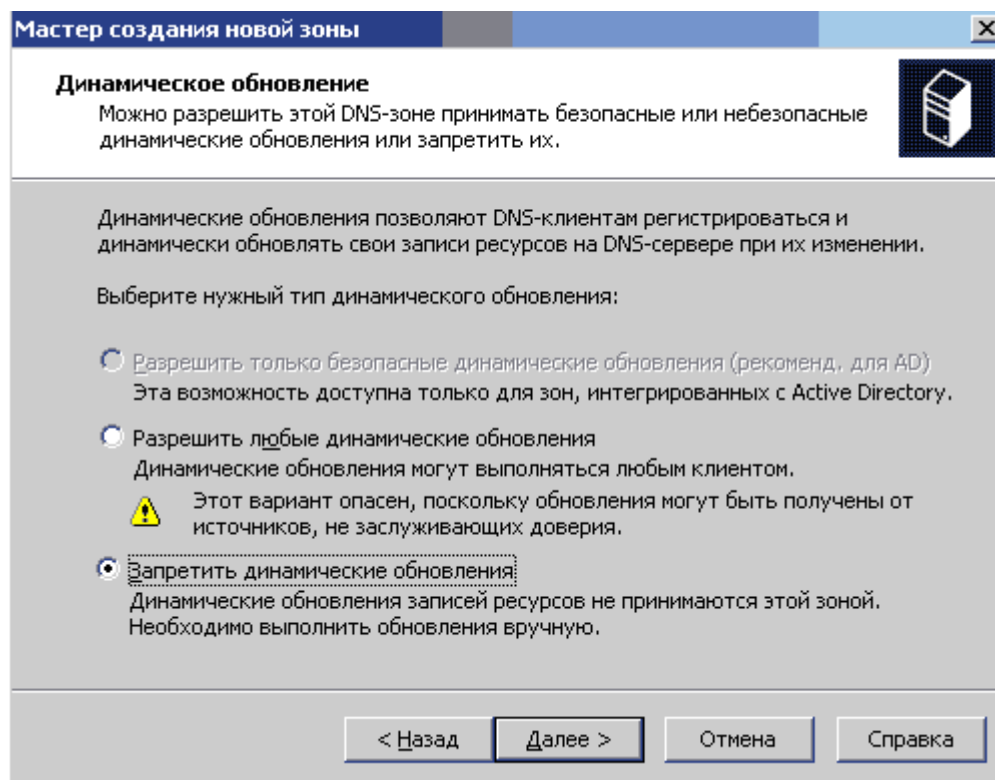 Мастер создания новой зоны
Динамическое обновление
Можно разрешить этой DNS-зоне принимать безопасные или небезопасные
динамические обновления или запретить их.
Динамические обновления позволяют DNS-клиентам регистрироваться и
динамически обновлять свои записи ресурсов на DNS-сервере при их изменении.
Выберите нужный тип динамического обновления:
Разрешить только безопасные динамические обновления (рекоменд. для AD)
Эта возможность доступна только для зон, интегрированных с Active Directory.
Разрешить любые динамические обновления
Динамические обновления могут выполняться любым клиентом.
Этот вариант опасен, поскольку обновления могут быть получены от
источников, не заслуживающих доверия.
Запретить динамические обновления
Динамические обновления записей ресурсов не принимаются этой зоной.
Необходимо выполнить обновления вручную.
< Назад Далее > Отмена Справка